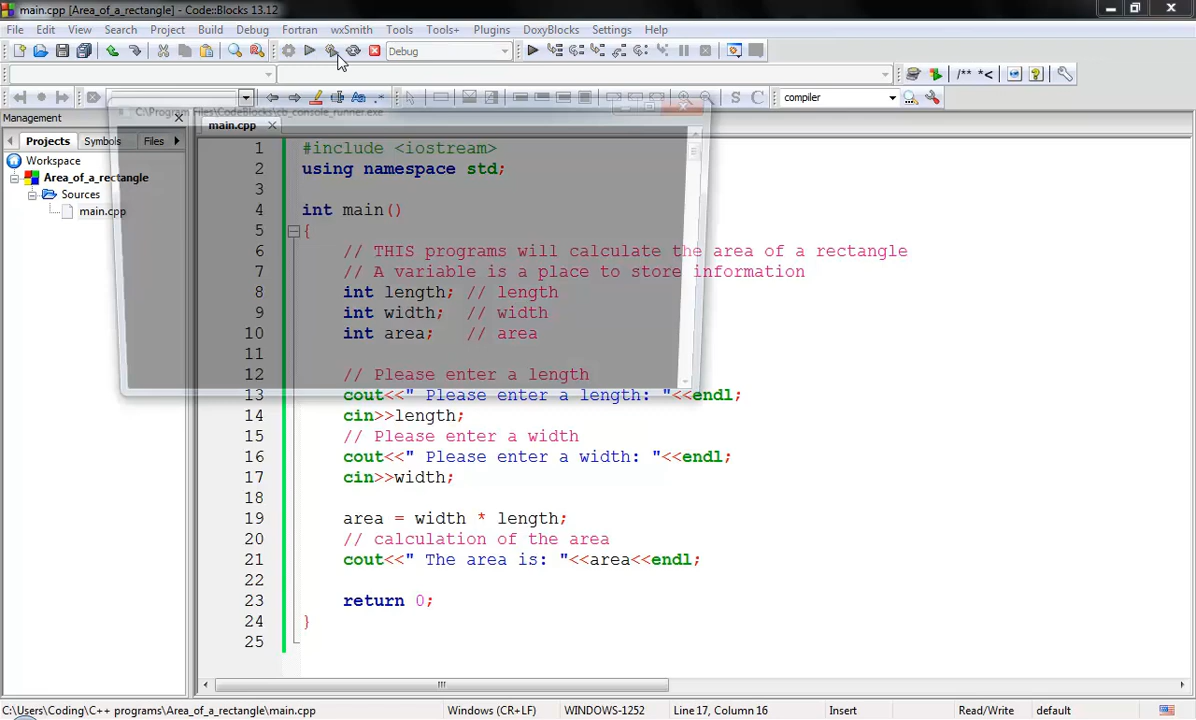 main.cpp [Area_of_a_rectangle] - Code::Blocks 13.12
File Edit View Search Project Build Debug Fortran wxSmith Tools Tools+ Plugins DoxyBlocks Settings Help
Debug
/** *<
S C compiler
Management
C:\Program Files\CodeBlocks\cb_console_runner.exe
main.cpp
Projects Symbols Files
Workspace
Area_of_a_rectangle
Sources
main.cpp
1 #include <iostream>
2 using namespace std;
3
4 int main()
5 {
6 // THIS programs will calculate the area of a rectangle
7 // A variable is a place to store information
8 int length; // length
9 int width; // width
10 int area; // area
11
12 // Please enter a length
13 cout<<" Please enter a length: "<<endl;
14 cin>>length;
15 // Please enter a width
16 cout<<" Please enter a width: "<<endl;
17 cin>>width;
18
19 area = width * length;
20 // calculation of the area
21 cout<<" The area is: "<<area<<endl;
22
23 return 0;
24 }
25
C:\Users\Coding\C++ programs\Area_of_a_rectangle\main.cpp Windows (CR+LF) WINDOWS-1252 Line 17, Column 16 Insert Read/Write default